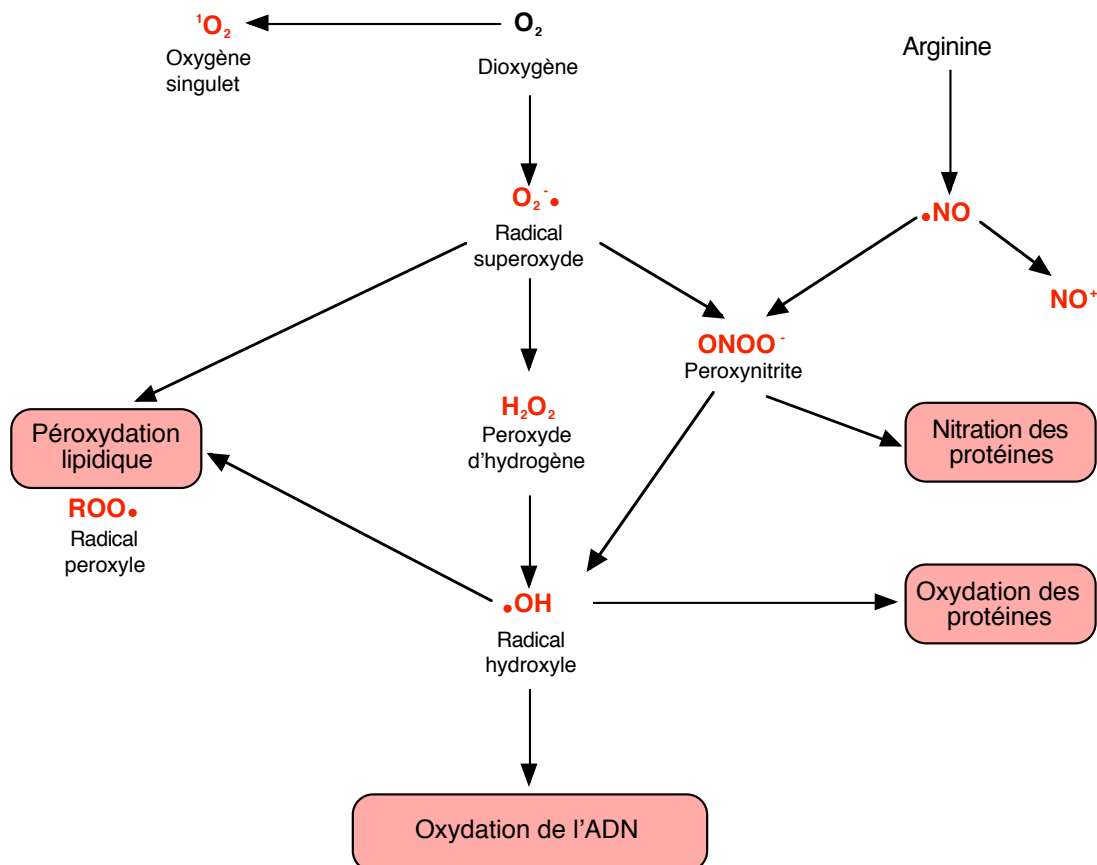 ¹O₂
Oxygène
singulet
O₂
Dioxygène
Arginine
O₂⁻•
Radical
superoxyde
•NO
NO⁺
ONOO⁻
Peroxynitrite
H₂O₂
Peroxyde
d'hydrogène
Péroxydation
lipidique
ROO•
Radical
peroxyle
Nitration des
protéines
•OH
Radical
hydroxyle
Oxydation des
protéines
Oxydation de l'ADN